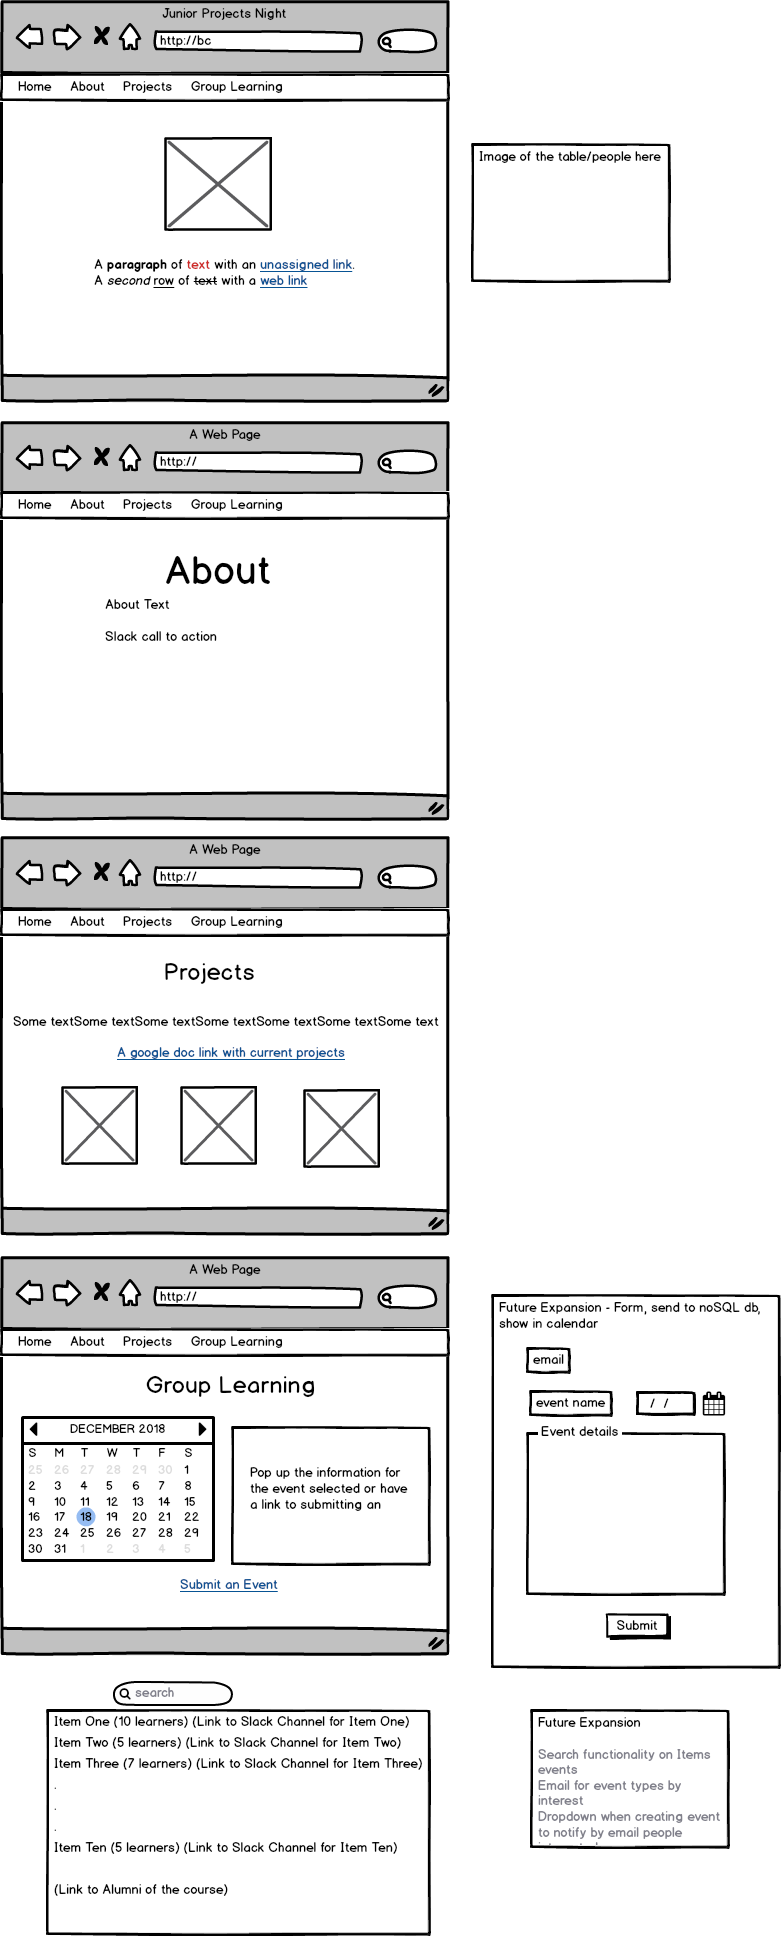 Junior Projects Night
http://bc
Home About Projects Group Learning
Image of the table/people here
A paragraph of text with an unassigned link.
A second row of text with a web link
A Web Page
http://
Home About Projects Group Learning
About
About Text
Slack call to action
A Web Page
http://
Home About Projects Group Learning
Projects
Some textSome textSome textSome textSome textSome textSome text
A google doc link with current projects
A Web Page
http://
Home About Projects Group Learning
Group Learning
DECEMBER 2018
S M T W T F S
25 26 27 28 29 30 1
2 3 4 5 6 7 8
9 10 11 12 13 14 15
16 17 18 19 20 21 22
23 24 25 26 27 28 29
30 31 1 2 3 4 5
Pop up the information for
the event selected or have
a link to submitting an
Submit an Event
Future Expansion - Form, send to noSQL db,
show in calendar
email
event name / /
Event details
Submit
search
Item One (10 learners) (Link to Slack Channel for Item One)
Item Two (5 learners) (Link to Slack Channel for Item Two)
Item Three (7 learners) (Link to Slack Channel for Item Three)
.
.
.
Item Ten (5 learners) (Link to Slack Channel for Item Ten)
(Link to Alumni of the course)
Future Expansion
Search functionality on Items
events
Email for event types by
interest
Dropdown when creating event
to notify by email people